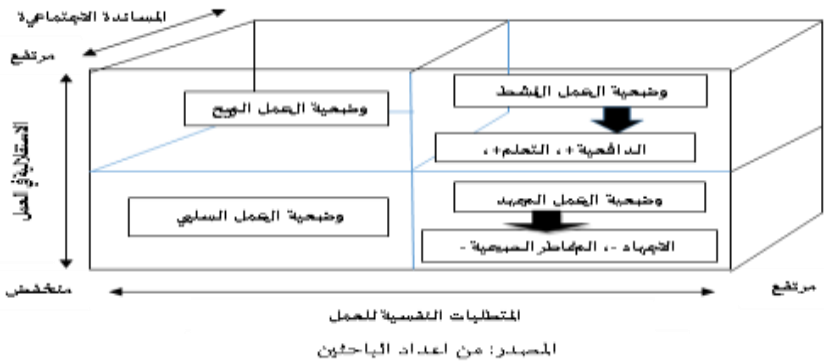 المساندة الاجتماعية
مرتفع
وضعية العمل النشط
وضعية العمل المريح
الدافعية +، التعلم +،
الاستقلالية في العمل
وضعية العمل المجهد
وضعية العمل السلبي
الاجهاد -، المخاطر الصحية -
منخفض
مرتفع
المتطلبات النفسية للعمل
المصدر: من اعداد الباحثين